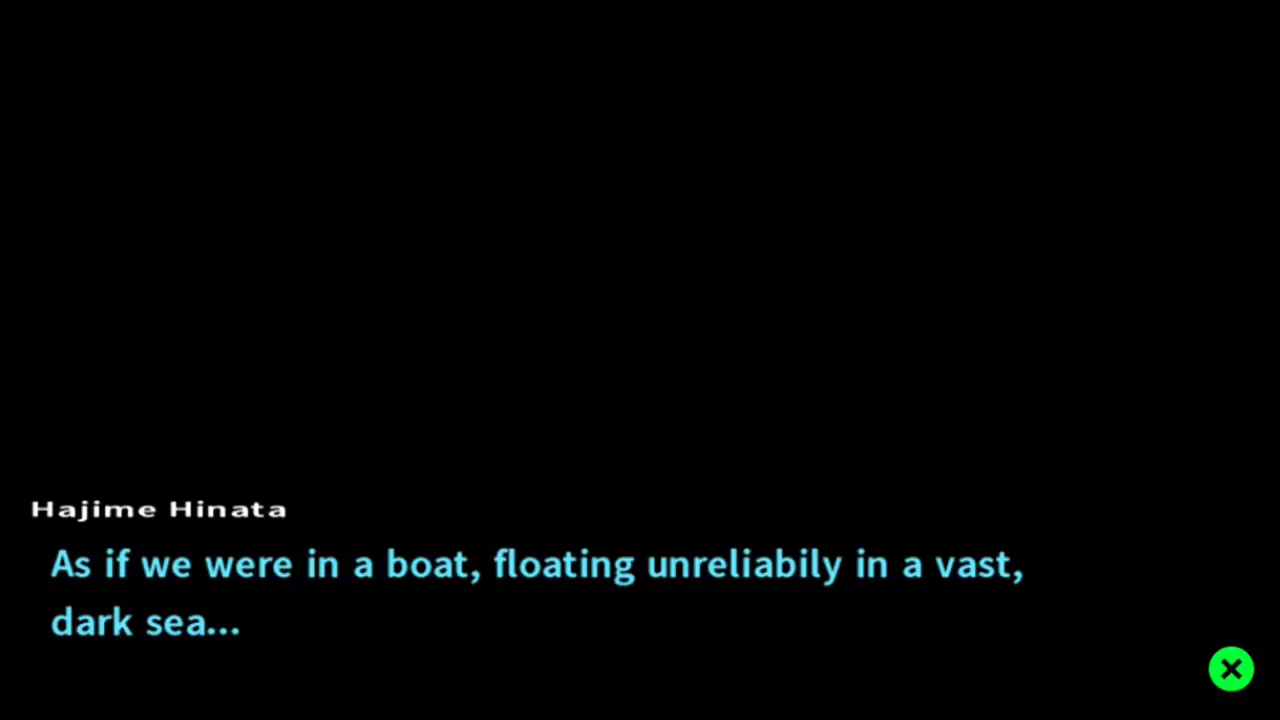 Hajime Hinata
As if we were in a boat, floating unreliabily in a vast,
dark sea...